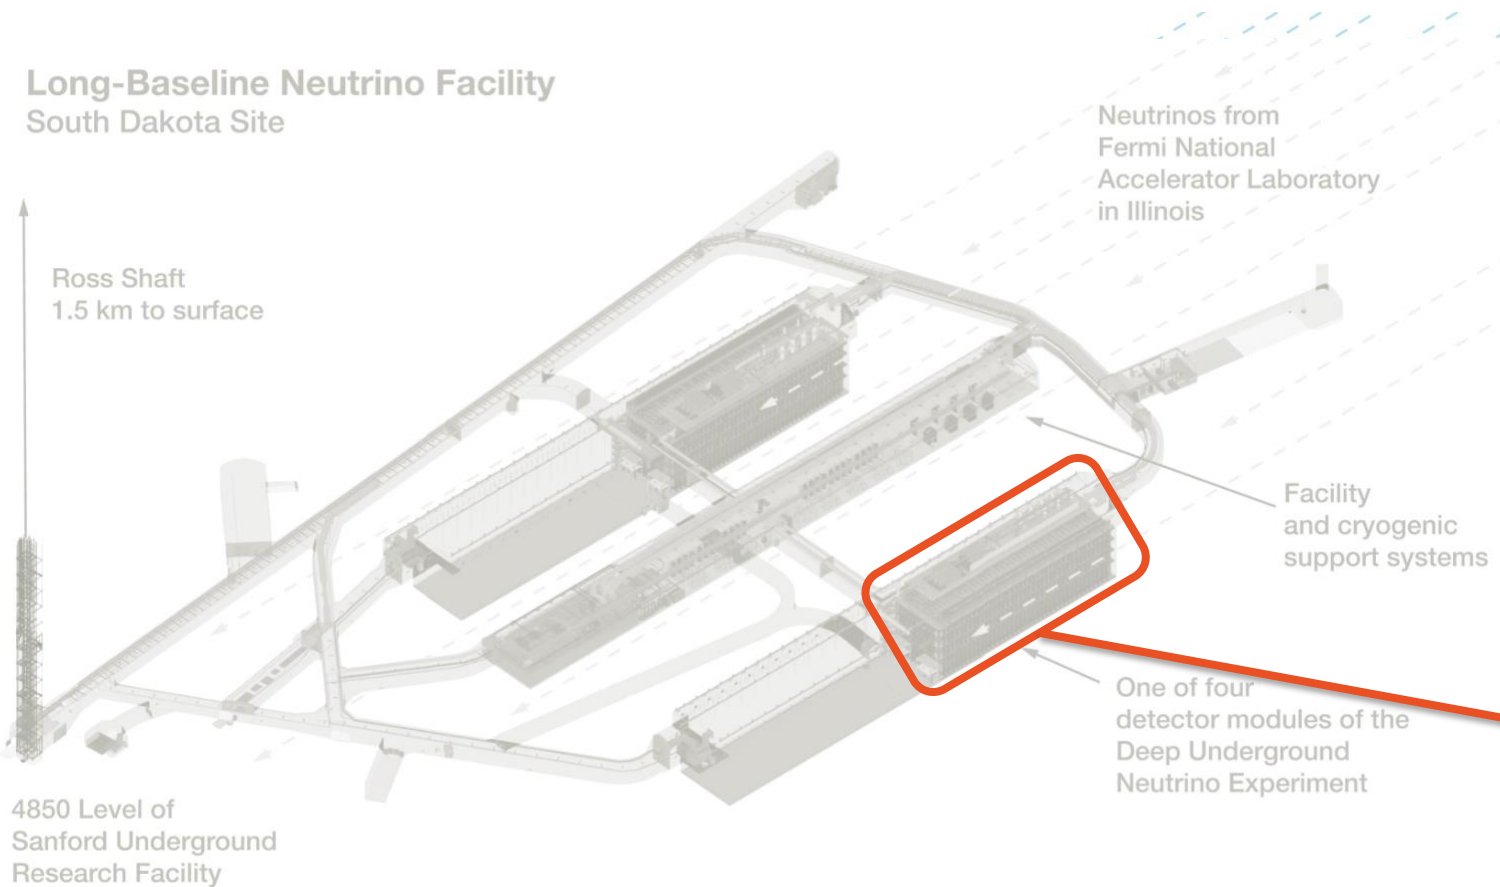 Long-Baseline Neutrino Facility
South Dakota Site
Neutrinos from
Fermi National
Accelerator Laboratory
in Illinois
Ross Shaft
1.5 km to surface
Facility
and cryogenic
support systems
One of four
detector modules of the
Deep Underground
Neutrino Experiment
4850 Level of
Sanford Underground
Research Facility